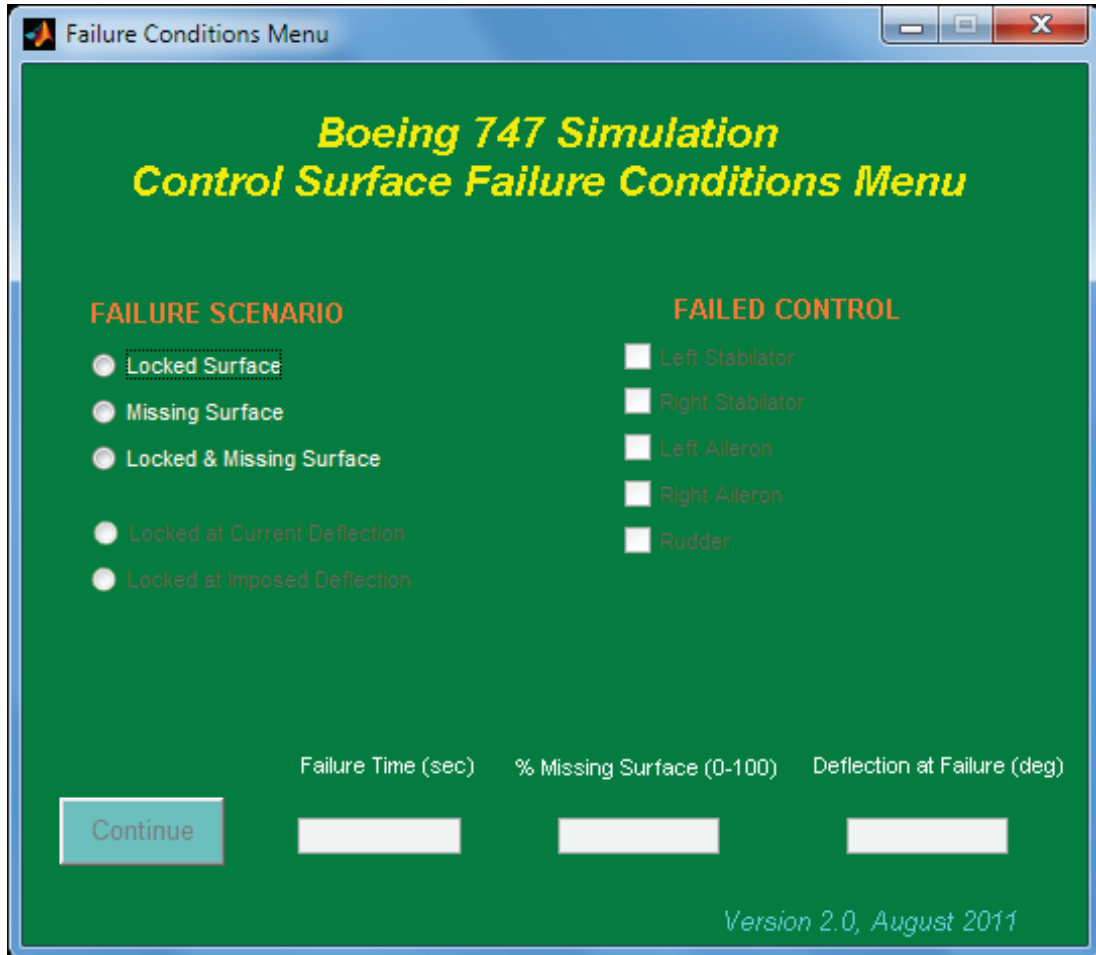 Failure Conditions Menu
Boeing 747 Simulation
Control Surface Failure Conditions Menu
FAILURE SCENARIO
Locked Surface
Missing Surface
Locked & Missing Surface
Locked at Current Deflection
Locked at Imposed Deflection
FAILED CONTROL
Left Stabilator
Right Stabilator
Left Aileron
Right Aileron
Rudder
Failure Time (sec)
% Missing Surface (0-100)
Deflection at Failure (deg)
Continue
Version 2.0, August 2011